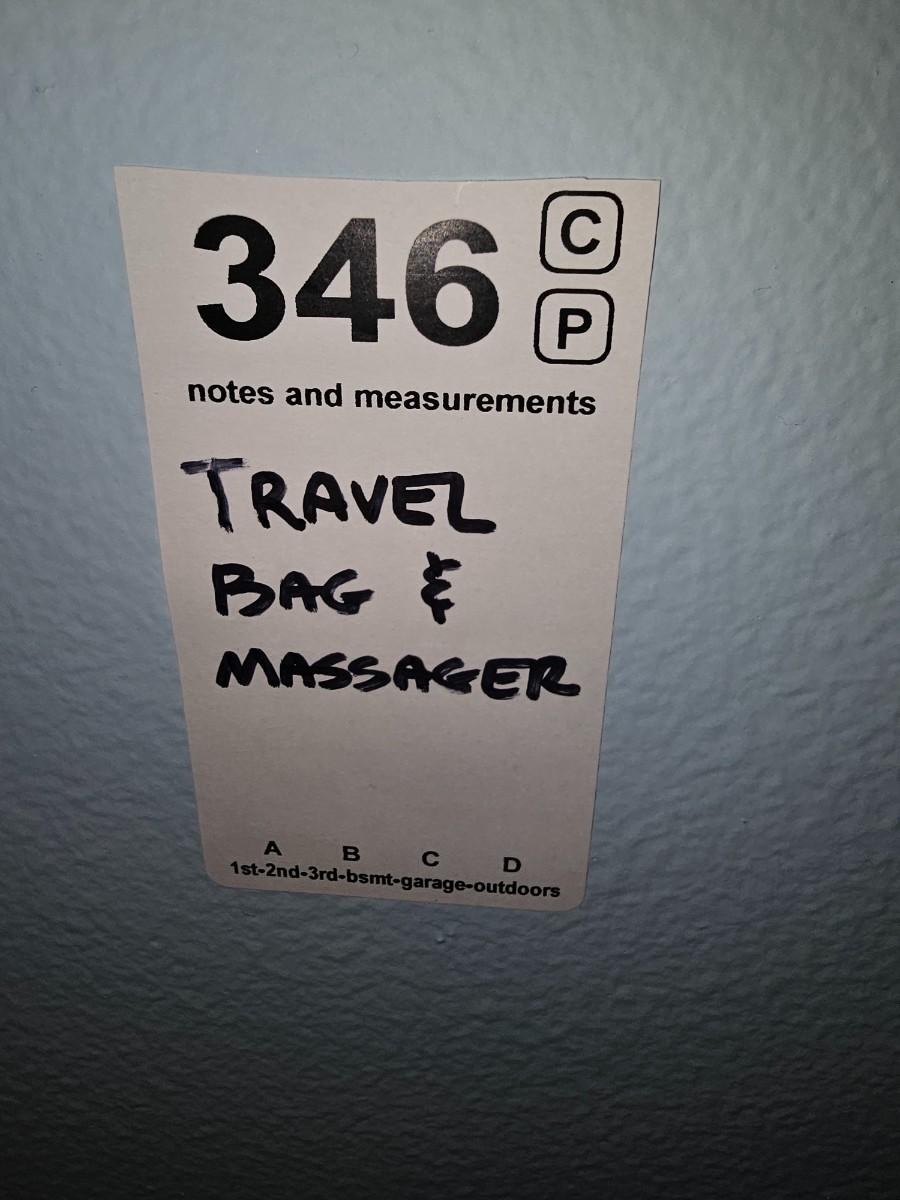 346 C
P
notes and measurements
TRAVEL
BAG &
MASSAGER
A B C D
1st-2nd-3rd-bsmt-garage-outdoors